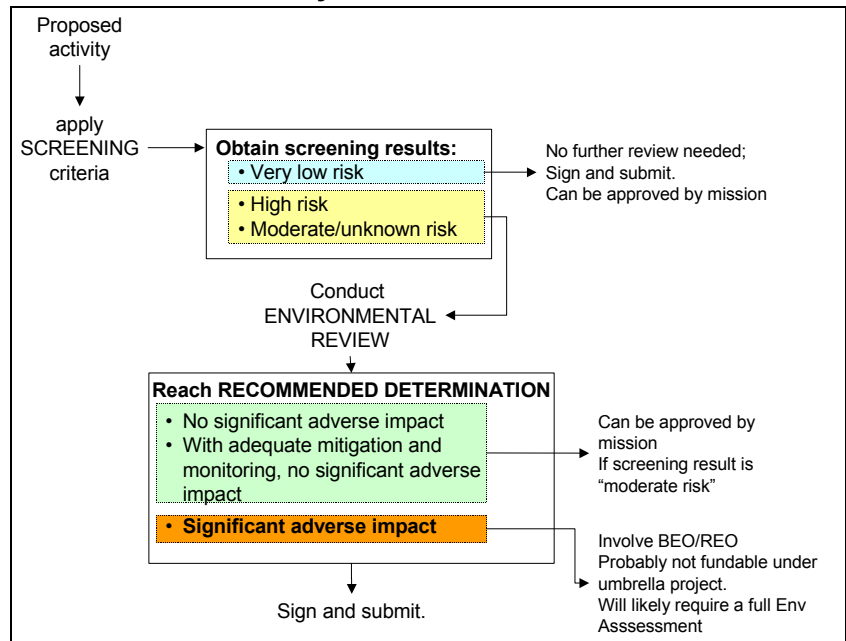 Proposed
activity
apply
SCREENING
criteria
Obtain screening results:
• Very low risk
• High risk
• Moderate/unknown risk
No further review needed;
Sign and submit.
Can be approved by mission
Conduct
ENVIRONMENTAL
REVIEW
Reach RECOMMENDED DETERMINATION
• No significant adverse impact
• With adequate mitigation and
monitoring, no significant adverse
impact
• Significant adverse impact
Can be approved by
mission
If screening result is
“moderate risk”
Involve BEO/REO
Probably not fundable under
umbrella project.
Will likely require a full Env
Asssessment
Sign and submit.